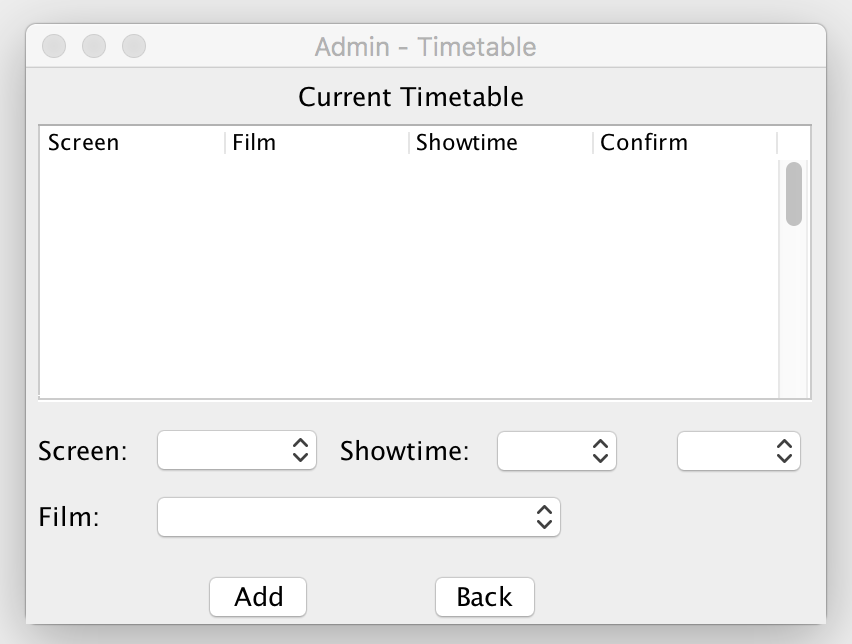 Admin - Timetable
Current Timetable
Screen Film Showtime Confirm
Screen: Showtime:
Film:
Add Back